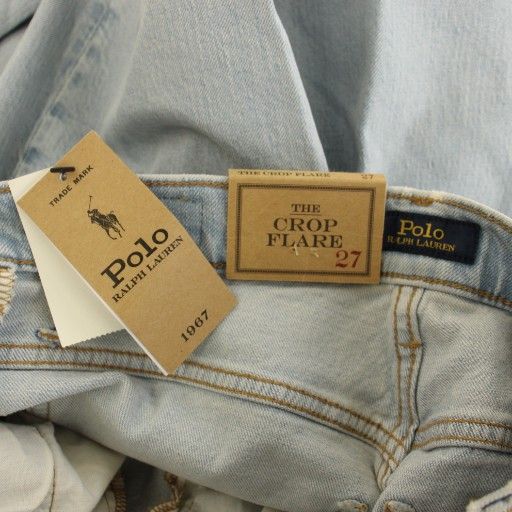 TRADE MARK
Polo
RALPH LAUREN
1967
THE CROP FLARE 27
THE
CROP
FLARE
27
Polo
RALPH LAUREN